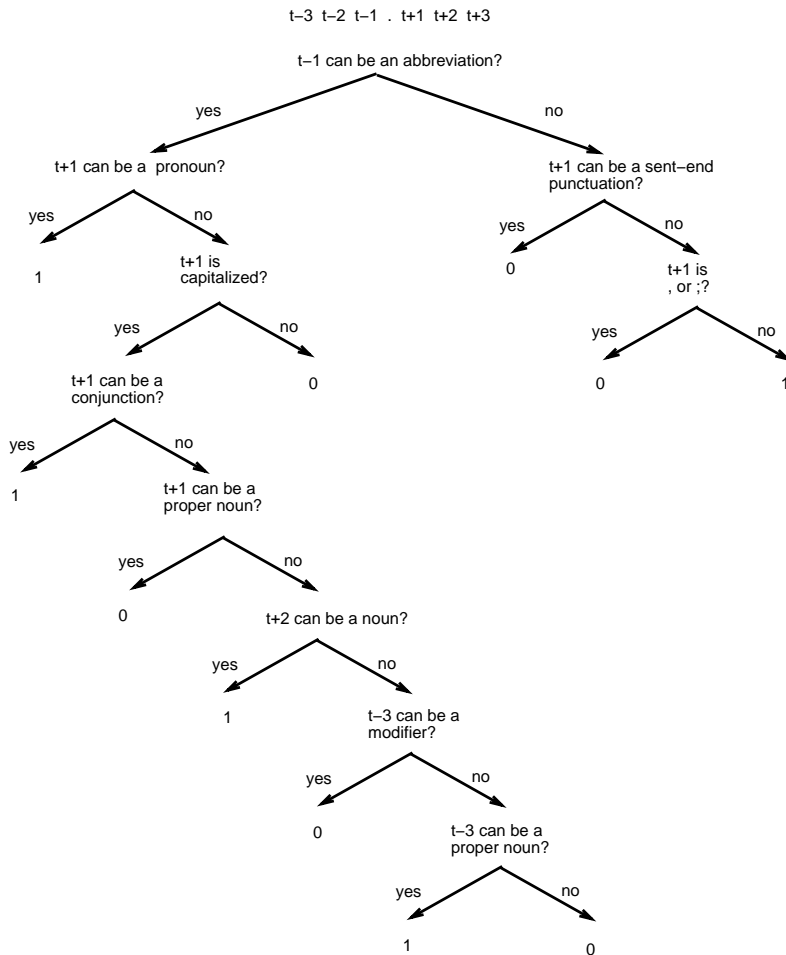 t−3 t−2 t−1 . t+1 t+2 t+3
t−1 can be an abbreviation?
yes
no
t+1 can be a pronoun?
t+1 can be a sent−end
punctuation?
yes
no
yes
no
1
t+1 is
capitalized?
0
t+1 is
, or ;?
yes
no
yes
no
t+1 can be a
conjunction?
0
0
1
yes
no
1
t+1 can be a
proper noun?
yes
no
0
t+2 can be a noun?
yes
no
1
t−3 can be a
modifier?
yes
no
0
t−3 can be a
proper noun?
yes
no
1
0